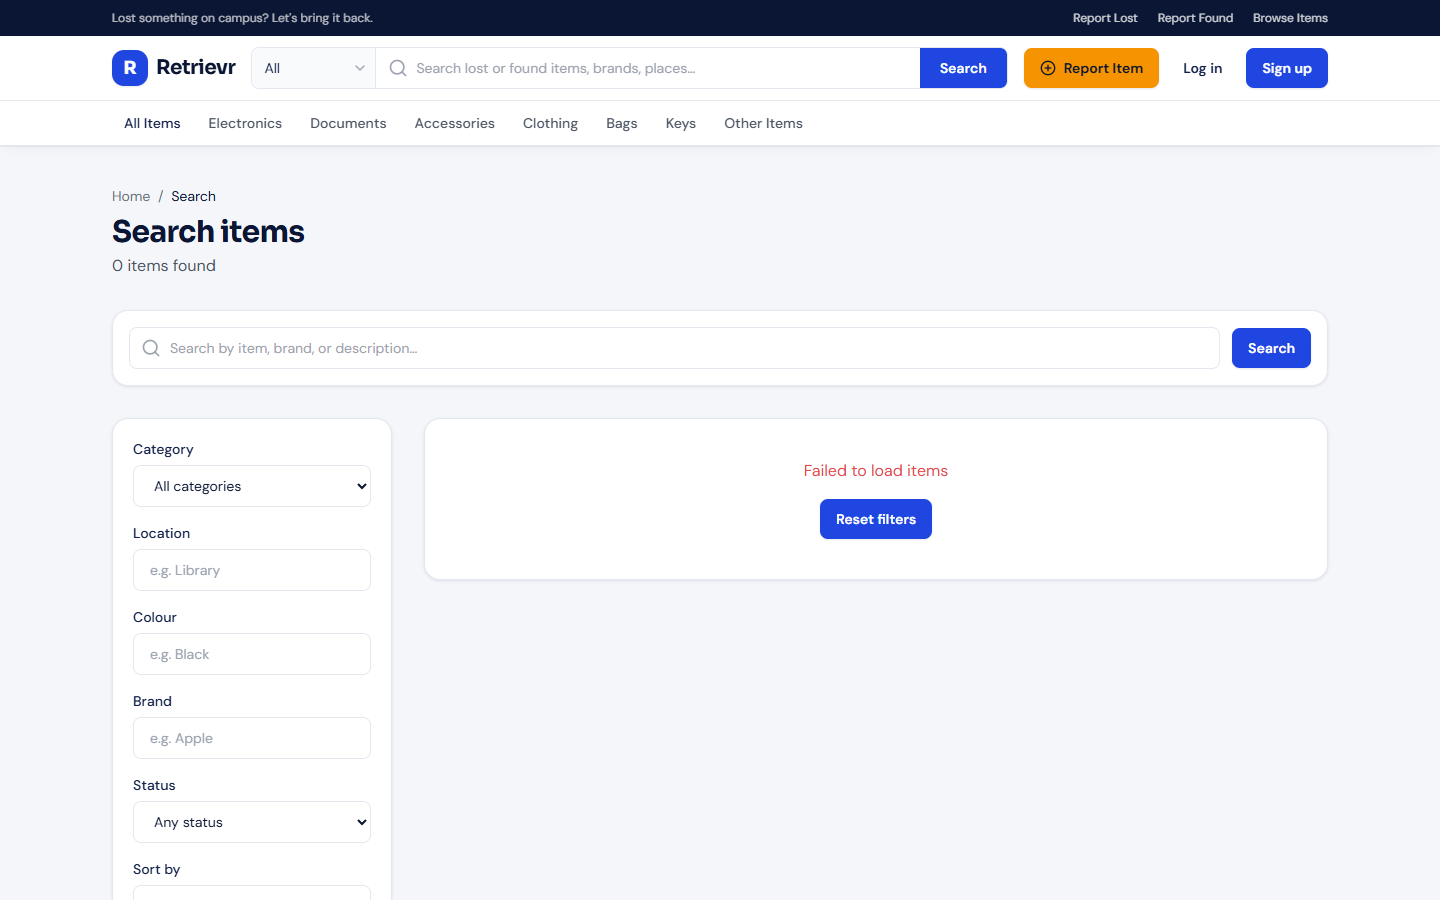 Lost something on campus? Let's bring it back.
Report Lost Report Found Browse Items
R Retrievr All Search lost or found items, brands, places... Search Report Item Log in Sign up
All Items Electronics Documents Accessories Clothing Bags Keys Other Items
Home / Search
Search items
0 items found
Search by item, brand, or description... Search
Category
All categories
Location
e.g. Library
Colour
e.g. Black
Brand
e.g. Apple
Status
Any status
Sort by
Failed to load items
Reset filters